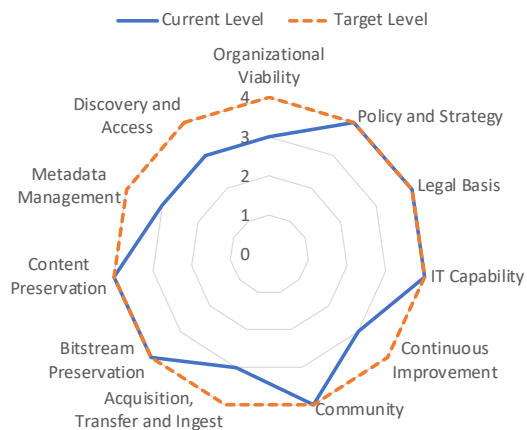 Current Level
Target Level
Organizational
Viability
Discovery and
Access
Policy and Strategy
Metadata
Management
Legal Basis
4
3
2
1
0
Content
Preservation
IT Capability
Bitstream
Preservation
Continuous
Improvement
Acquisition,
Transfer and Ingest
Community